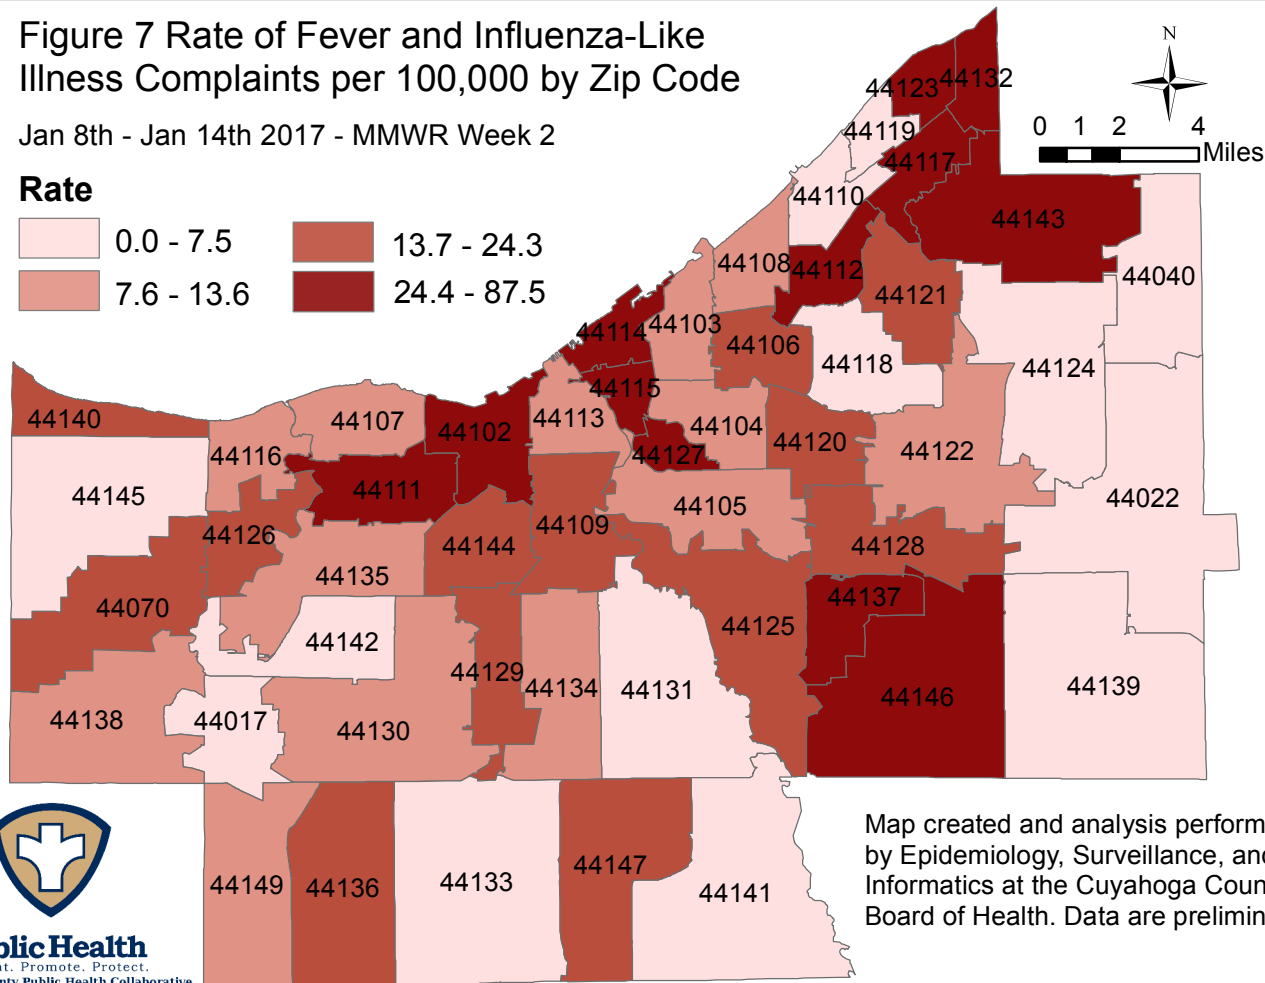 Figure 7 Rate of Fever and Influenza-Like
Illness Complaints per 100,000 by Zip Code
Jan 8th - Jan 14th 2017 - MMWR Week 2
Rate
0.0 - 7.5
7.6 - 13.6
13.7 - 24.3
24.4 - 87.5
N
0 1 2 4
Miles
44123
44132
44119
44117
44110
44143
44108
44112
44040
44121
44114
44103
44106
44118
44124
44115
44140
44107
44102
44113
44104
44127
44120
44122
44116
44111
44145
44105
44022
44126
44109
44144
44128
44135
44070
44137
44142
44125
44129
44134
44131
44146
44139
44138
44017
44130
44149
44136
44133
44147
44141
Map created and analysis perform
by Epidemiology, Surveillance, and
Informatics at the Cuyahoga Coun
Board of Health. Data are prelimin
blic Health
nt. Promote. Protect.
nty Public Health Collaborative